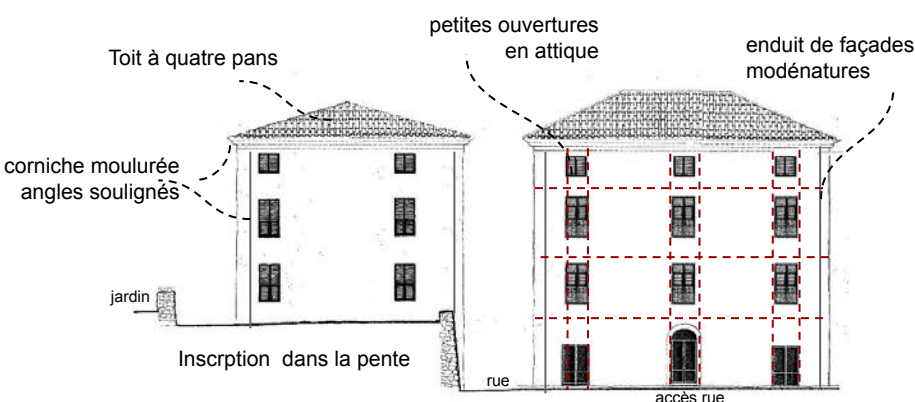 petites ouvertures
en attique
enduit de façades
modénatures
Toit à quatre pans
corniche moulurée
angles soulignés
jardin
Inscrption dans la pente
rue
accès rue